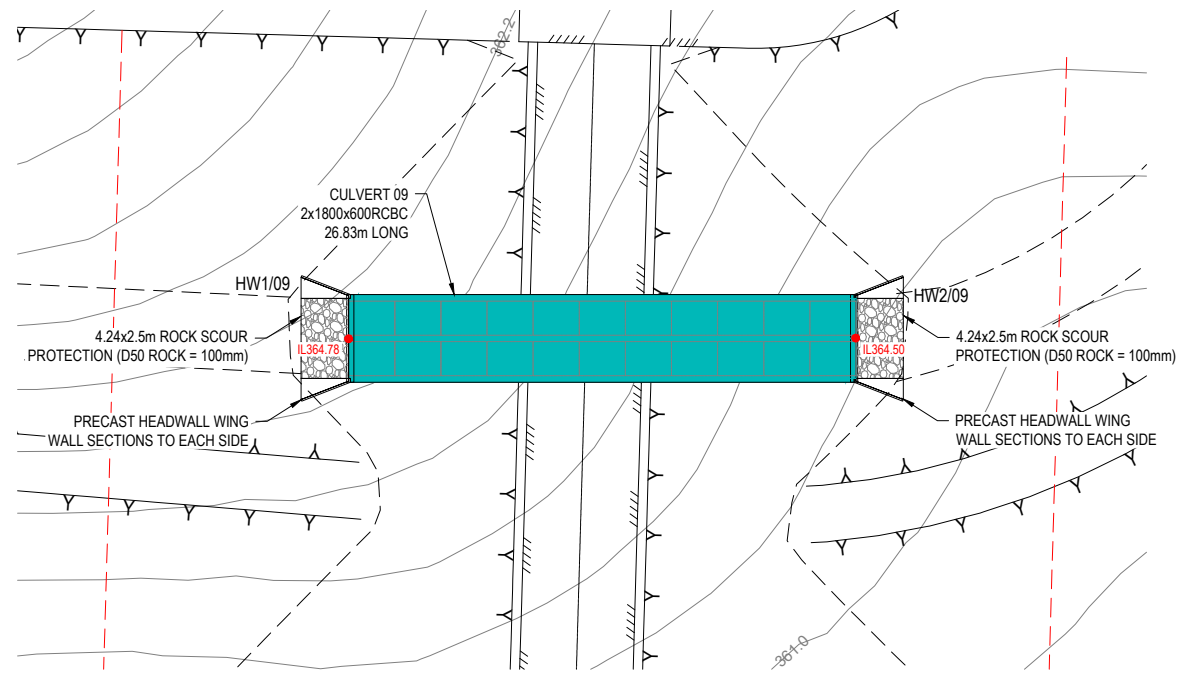 362.2
CULVERT 09
2x1800x600RCBC
26.83m LONG
HW1/09
HW2/09
4.24x2.5m ROCK SCOUR
PROTECTION (D50 ROCK = 100mm)
IL364.78
IL364.50
4.24x2.5m ROCK SCOUR
PROTECTION (D50 ROCK = 100mm)
PRECAST HEADWALL WING
WALL SECTIONS TO EACH SIDE
PRECAST HEADWALL WING
WALL SECTIONS TO EACH SIDE
361.0